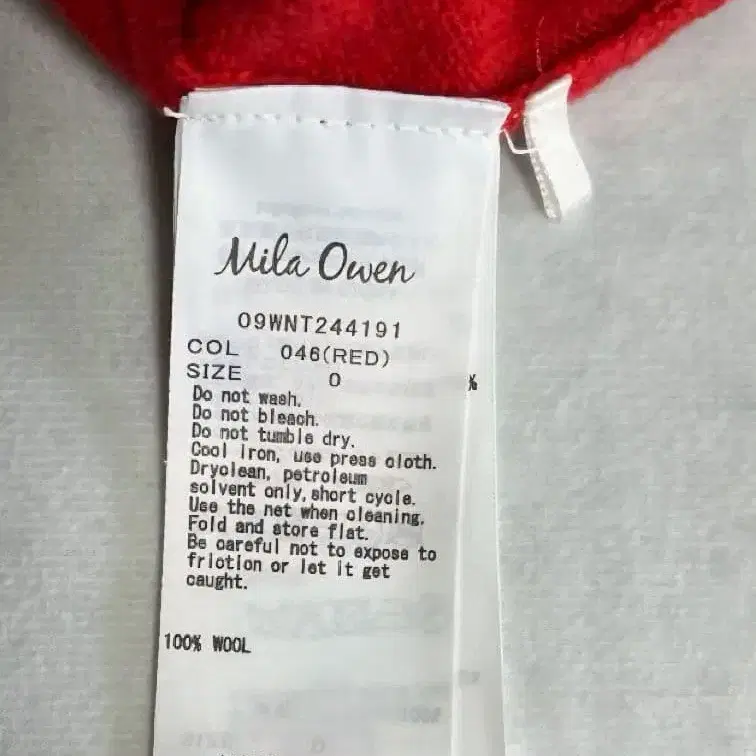 Mila Owen
09WNT244191
COL 046(RED)
SIZE 0
%
Do not wash.
Do not bleach.
Do not tumble dry.
Cool iron, use press cloth.
Dryclean, petroleum
solvent only, short cycle.
Use the net when cleaning.
Fold and store flat.
Be careful not to expose to
friction or let it get
caught.
100% WOOL